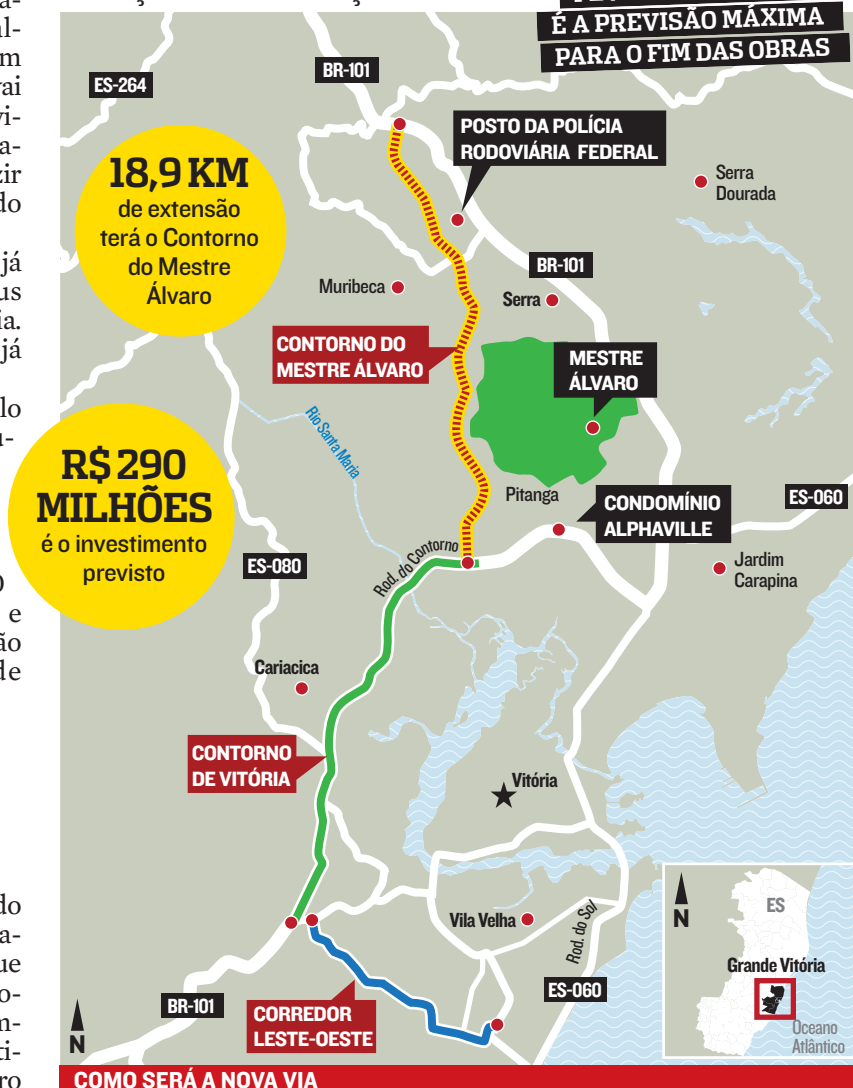 É A PREVISÃO MÁXIMA
PARA O FIM DAS OBRAS
BR-101
ES-264
POSTO DA POLÍCIA
RODOVIÁRIA FEDERAL
18,9 KM
de extensão
terá o Contorno
do Mestre
Álvaro
Serra
Dourada
BR-101
Muribeca
Serra
CONTORNO DO
MESTRE ÁLVARO
MESTRE
ÁLVARO
Rio Santa Maria
R$ 290
MILHÕES
é o investimento
previsto
Pitanga
CONDOMÍNIO
ALPHAVILLE
ES-060
Rod. do Contorno
ES-080
Jardim
Carapina
Cariacica
CONTORNO
DE VITÓRIA
Vitória
Vila Velha
Rod. do Sol
ES-060
BR-101
CORREDOR
LESTE-OESTE
N
N
ES
Grande Vitória
Oceano
Atlântico
COMO SERÁ A NOVA VIA